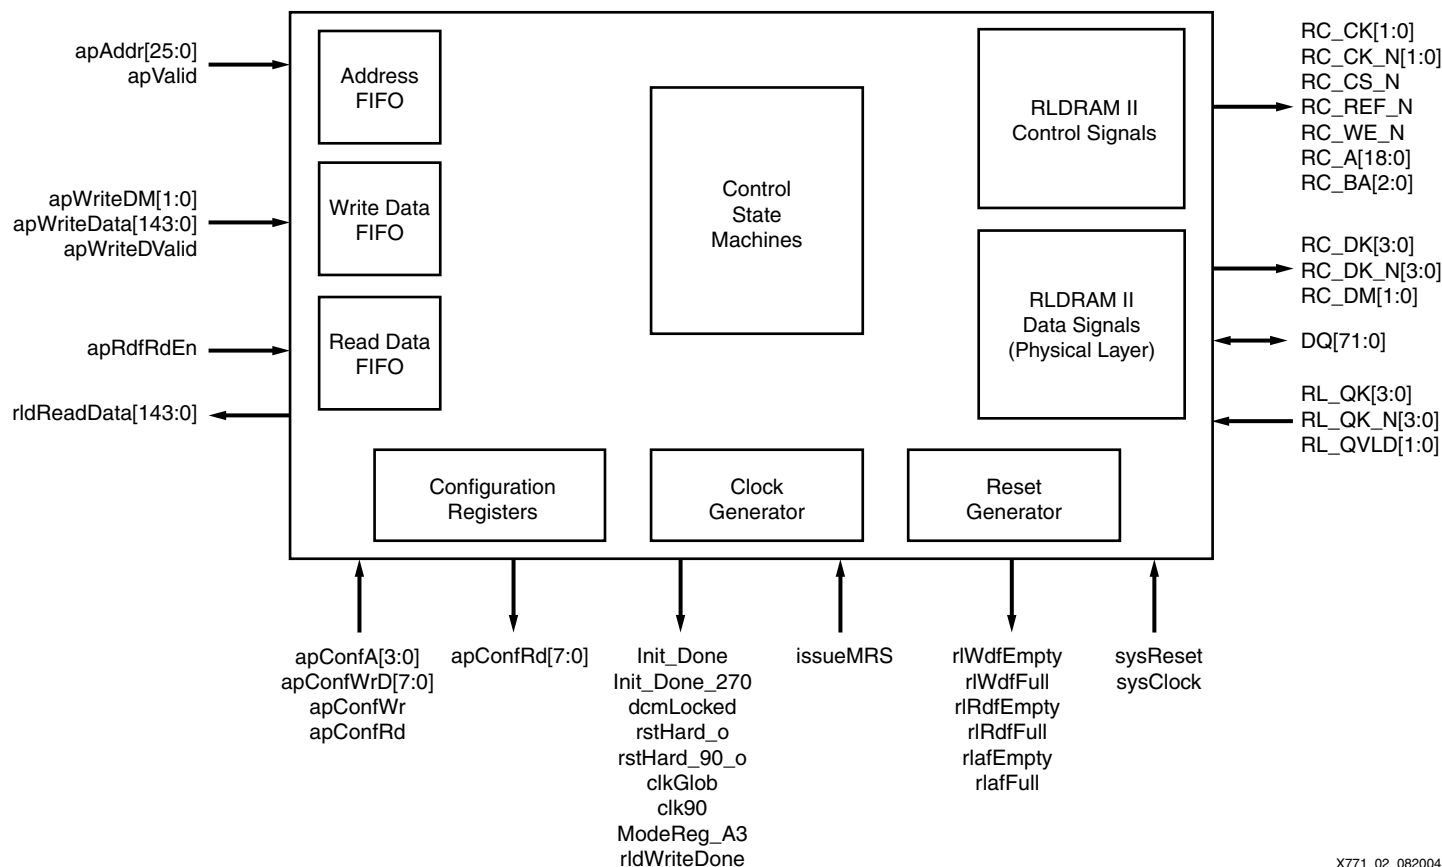 apAddr[25:0]
apValid
apWriteDM[1:0]
apWriteData[143:0]
apWriteDValid
apRdfRdEn
rldReadData[143:0]
Address
FIFO
Write Data
FIFO
Read Data
FIFO
Control
State
Machines
RLDRAM II
Control Signals
RLDRAM II
Data Signals
(Physical Layer)
Configuration
Registers
Clock
Generator
Reset
Generator
RC_CK[1:0]
RC_CK_N[1:0]
RC_CS_N
RC_REF_N
RC_WE_N
RC_A[18:0]
RC_BA[2:0]
RC_DK[3:0]
RC_DK_N[3:0]
RC_DM[1:0]
DQ[71:0]
RL_QK[3:0]
RL_QK_N[3:0]
RL_QVLD[1:0]
apConfA[3:0]
apConfWrD[7:0]
apConfWr
apConfRd
apConfRd[7:0]
Init_Done
Init_Done_270
dcmLocked
rstHard_o
rstHard_90_o
clkGlob
clk90
ModeReg_A3
rldWriteDone
issueMRS
rlWdfEmpty
rlWdfFull
rlRdfEmpty
rlRdfFull
rlafEmpty
rlafFull
sysReset
sysClock
X771_02_082004